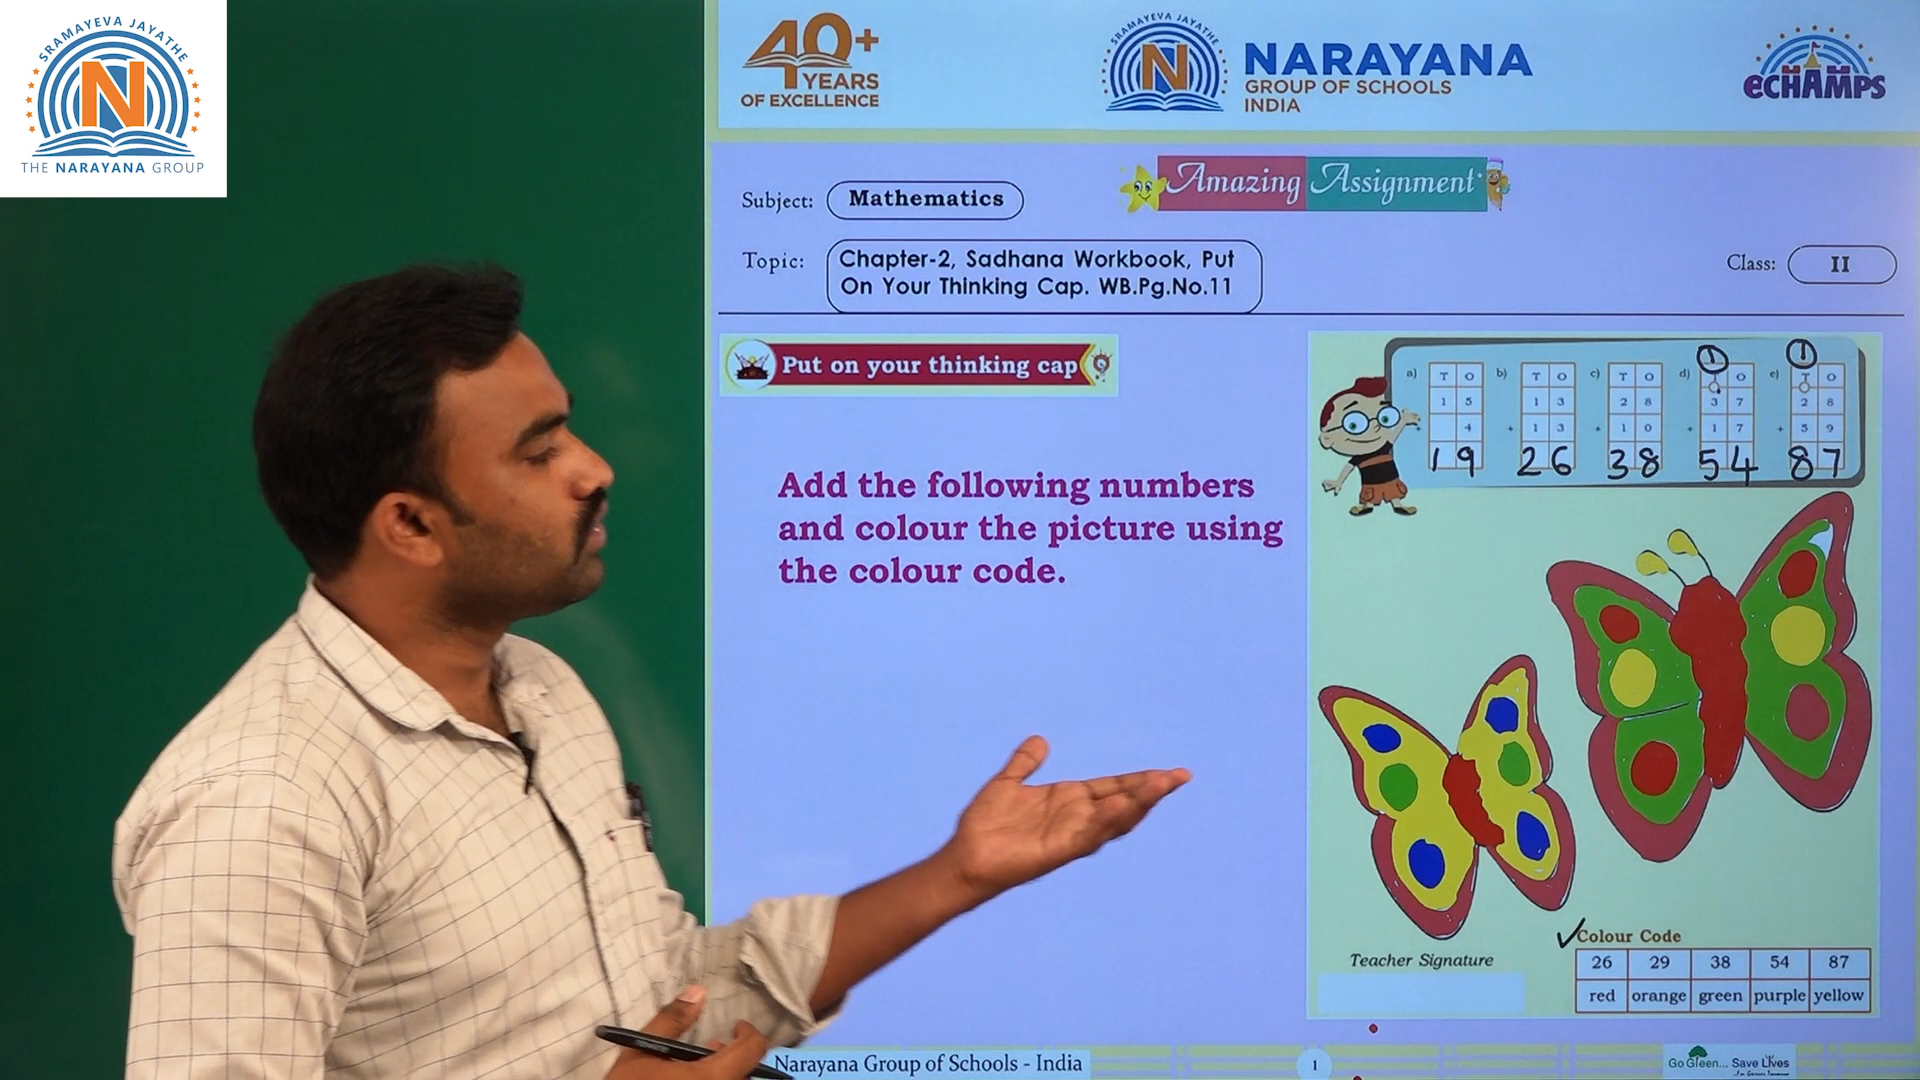 SRAMAYEVA JAYATHE
N
THE NARAYANA GROUP
40+
YEARS
OF EXCELLENCE
SRAMAYEVA JAYATHE
N
NARAYANA
GROUP OF SCHOOLS
INDIA
eCHAMPS
Subject: Mathematics
Amazing Assignment
Topic: Chapter-2, Sadhana Workbook, Put
On Your Thinking Cap. WB.Pg.No.11
Class: II
Put on your thinking cap
Add the following numbers
and colour the picture using
the colour code.
1 1
a) T O b) T O c) T O d) T O e) T O
1 5 1 3 2 8 3 7 2 8
4 + 1 3 + 1 0 + 1 7 + 5 9
19 26 38 54 87
Colour Code
26 29 38 54 87
red orange green purple yellow
Teacher Signature
Narayana Group of Schools - India
1
Go Green... Save Lives